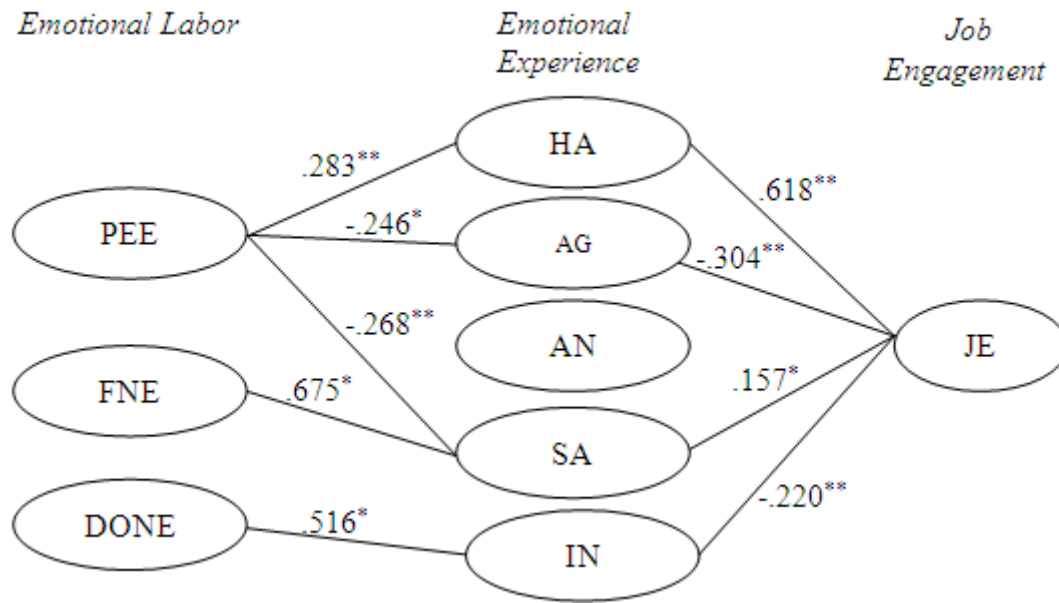 Emotional Labor
Emotional
Experience
Job
Engagement
HA
.283**
.618**
PEE
-.246*
AG
-.304**
-.268**
AN
JE
FNE
.675*
.157*
SA
DONE
.516*
-.220**
IN